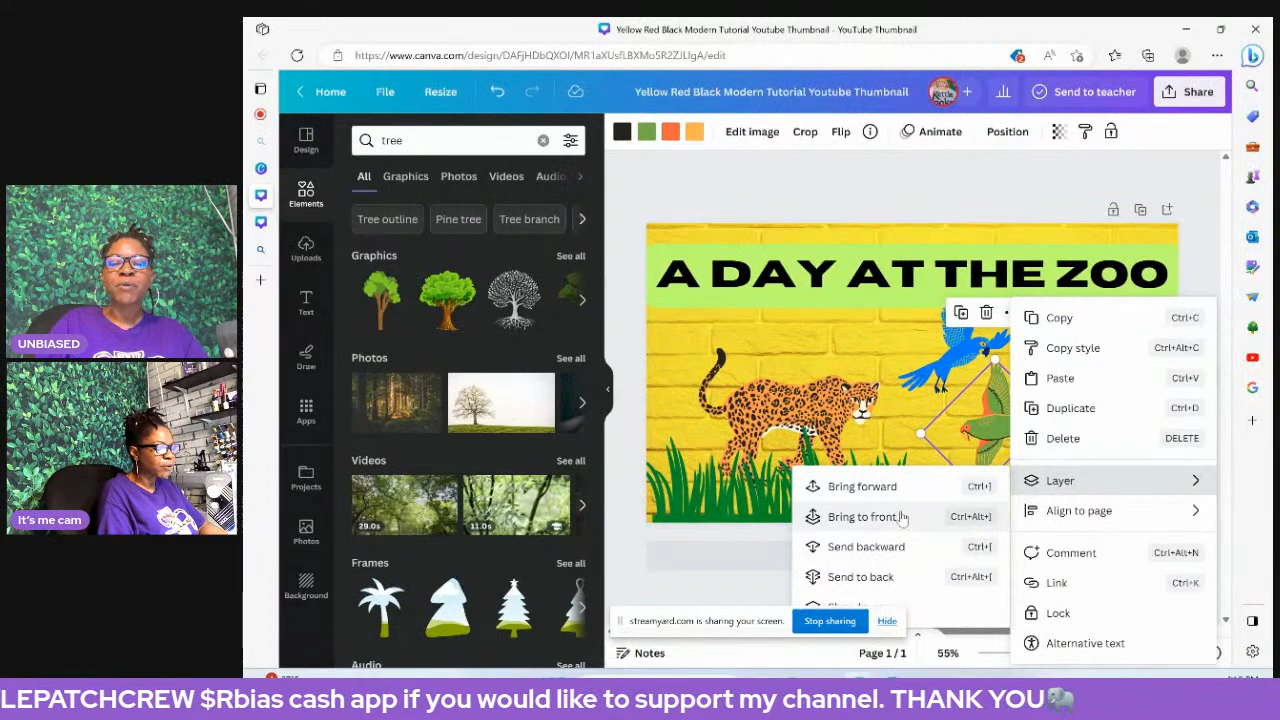 Yellow Red Black Modern Tutorial Youtube Thumbnail - YouTube Thumbnail
https://www.canva.com/design/DAFjHDbQXOI/MR1aXUsfLBXMo5R2ZJLlgA/edit
Home
File
Resize
Yellow Red Black Modern Tutorial Youtube Thumbnail
Send to teacher
Share
Design
Elements
Uploads
Text
Draw
Apps
Projects
Photos
Background
tree
All Graphics Photos Videos Audio
Tree outline Pine tree Tree branch
Graphics See all
Photos See all
Videos See all
29.0s 11.0s
Frames See all
Audio
Edit image Crop Flip Animate Position
A DAY AT THE ZOO
Copy Ctrl+C
Copy style Ctrl+Alt+C
Paste Ctrl+V
Duplicate Ctrl+D
Delete DELETE
Layer
Align to page
Comment Ctrl+Alt+N
Link Ctrl+K
Lock
Alternative text
Bring forward Ctrl+]
Bring to front Ctrl+Alt+]
Send backward Ctrl+[
Send to back Ctrl+Alt+[
streamyard.com is sharing your screen. Stop sharing Hide
Notes
Page 1 / 1 55%
UNBIASED
It's me cam
LEPATCHCREW $Rbias cash app if you would like to support my channel. THANK YOU